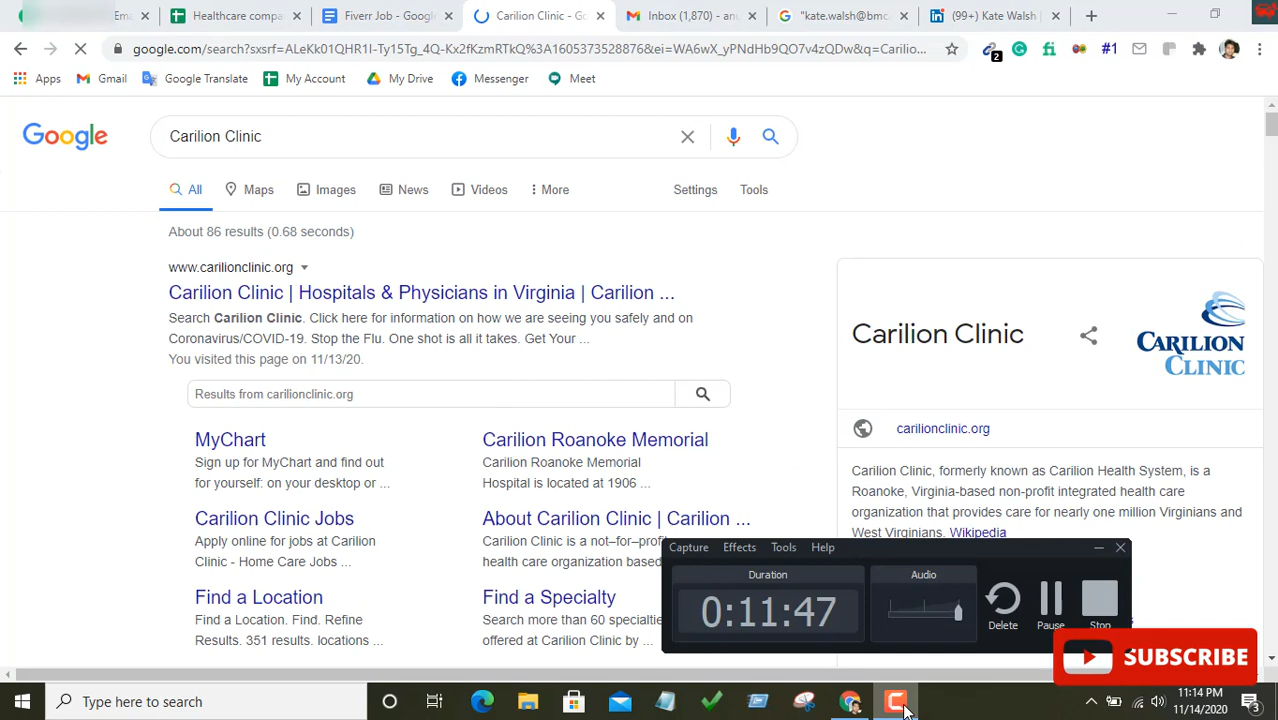 Ema
Healthcare compa
Fiverr Job - Google
Carilion Clinic - Go
Inbox (1,870) - anu
"kate.walsh@bmc.
(99+) Kate Walsh |
google.com/search?sxsrf=ALeKk01QHR1I-Ty15Tg_4Q-Kx2fKzmRTkQ%3A1605373528876&ei=WA6wX_yPNdHb9QO7v4zQDw&q=Carilio...
2
#1
Apps
Gmail
Google Translate
My Account
My Drive
Messenger
Meet
Google
Carilion Clinic
All
Maps
Images
News
Videos
More
Settings
Tools
About 86 results (0.68 seconds)
www.carilionclinic.org
Carilion Clinic | Hospitals & Physicians in Virginia | Carilion ...
Search Carilion Clinic. Click here for information on how we are seeing you safely and on
Coronavirus/COVID-19. Stop the Flu. One shot is all it takes. Get Your ...
You visited this page on 11/13/20.
Results from carilionclinic.org
MyChart
Sign up for MyChart and find out
for yourself: on your desktop or ...
Carilion Roanoke Memorial
Carilion Roanoke Memorial
Hospital is located at 1906 ...
Carilion Clinic Jobs
Apply online for jobs at Carilion
Clinic - Home Care Jobs ...
About Carilion Clinic | Carilion ...
Carilion Clinic is a not–for–prof
health care organization based
Find a Location
Find a Location. Find. Refine
Results. 351 results. locations ...
Find a Specialty
Search more than 60 specialtie
offered at Carilion Clinic by ...
Carilion Clinic
CARILION
CLINIC
carilionclinic.org
Carilion Clinic, formerly known as Carilion Health System, is a
Roanoke, Virginia-based non-profit integrated health care
organization that provides care for nearly one million Virginians and
West Virginians. Wikipedia
Capture
Effects
Tools
Help
Duration
0:11:47
Audio
Delete
Pause
Stop
SUBSCRIBE
Type here to search
11:14 PM
11/14/2020
3